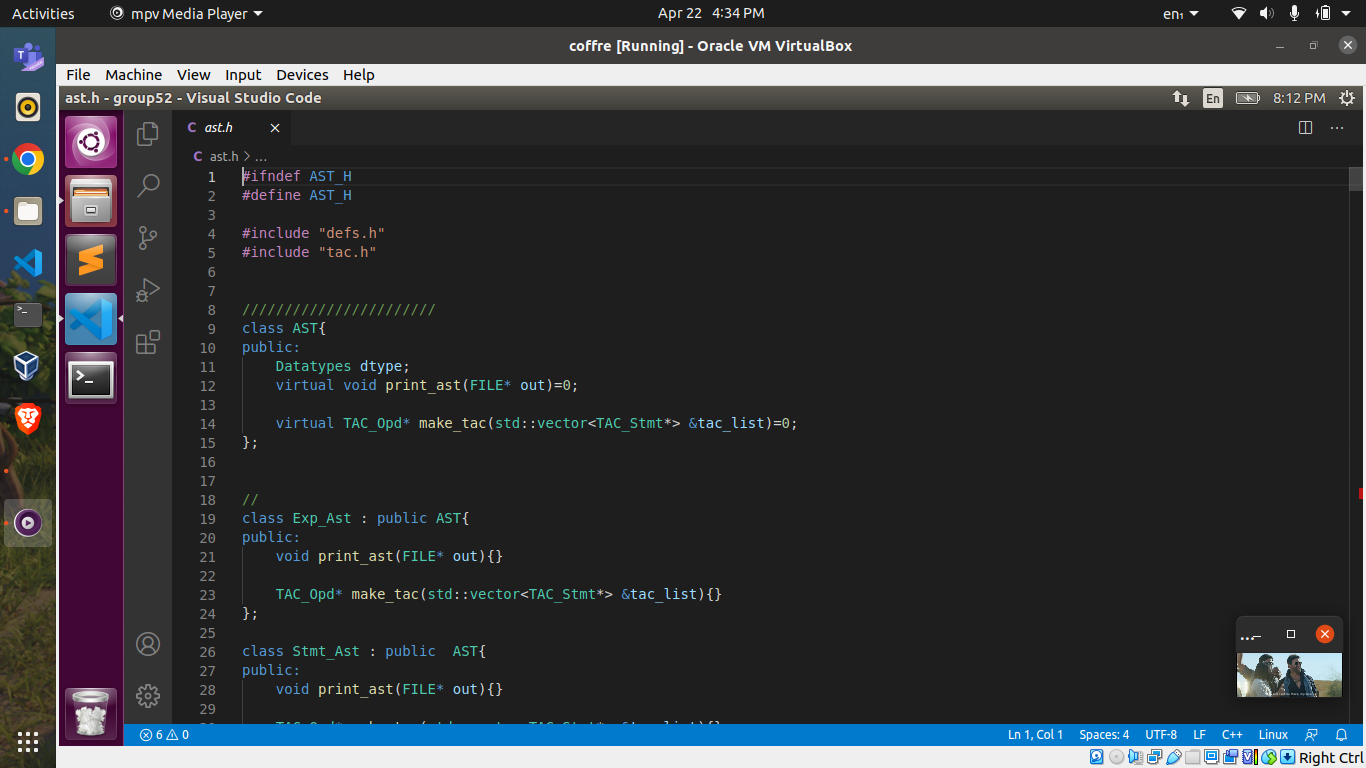 Activities mpv Media Player Apr 22 4:34 PM en₁
coffre [Running] - Oracle VM VirtualBox
File Machine View Input Devices Help
ast.h - group52 - Visual Studio Code En 8:12 PM
C ast.h
C ast.h > ...
1 #ifndef AST_H
2 #define AST_H
3
4 #include "defs.h"
5 #include "tac.h"
6
7
8 ///////////////////////
9 class AST{
10 public:
11 Datatypes dtype;
12 virtual void print_ast(FILE* out)=0;
13
14 virtual TAC_Opd* make_tac(std::vector<TAC_Stmt*> &tac_list)=0;
15 };
16
17
18 //
19 class Exp_Ast : public AST{
20 public:
21 void print_ast(FILE* out){}
22
23 TAC_Opd* make_tac(std::vector<TAC_Stmt*> &tac_list){}
24 };
25
26 class Stmt_Ast : public  AST{
27 public:
28 void print_ast(FILE* out){}
29
...
6 0 Ln 1, Col 1 Spaces: 4 UTF-8 LF C++ Linux
Right Ctrl